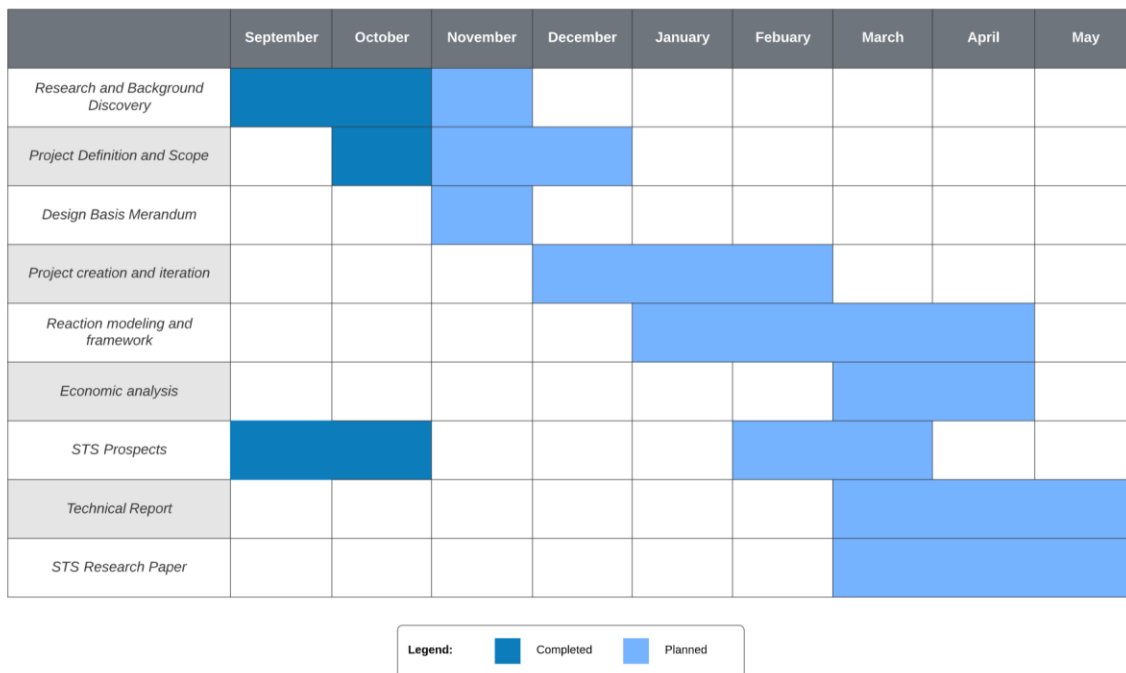 September October November December January Febuary March April May
Research and Background
Discovery
Project Definition and Scope
Design Basis Merandum
Project creation and iteration
Reaction modeling and
framework
Economic analysis
STS Prospects
Technical Report
STS Research Paper
Legend: Completed Planned